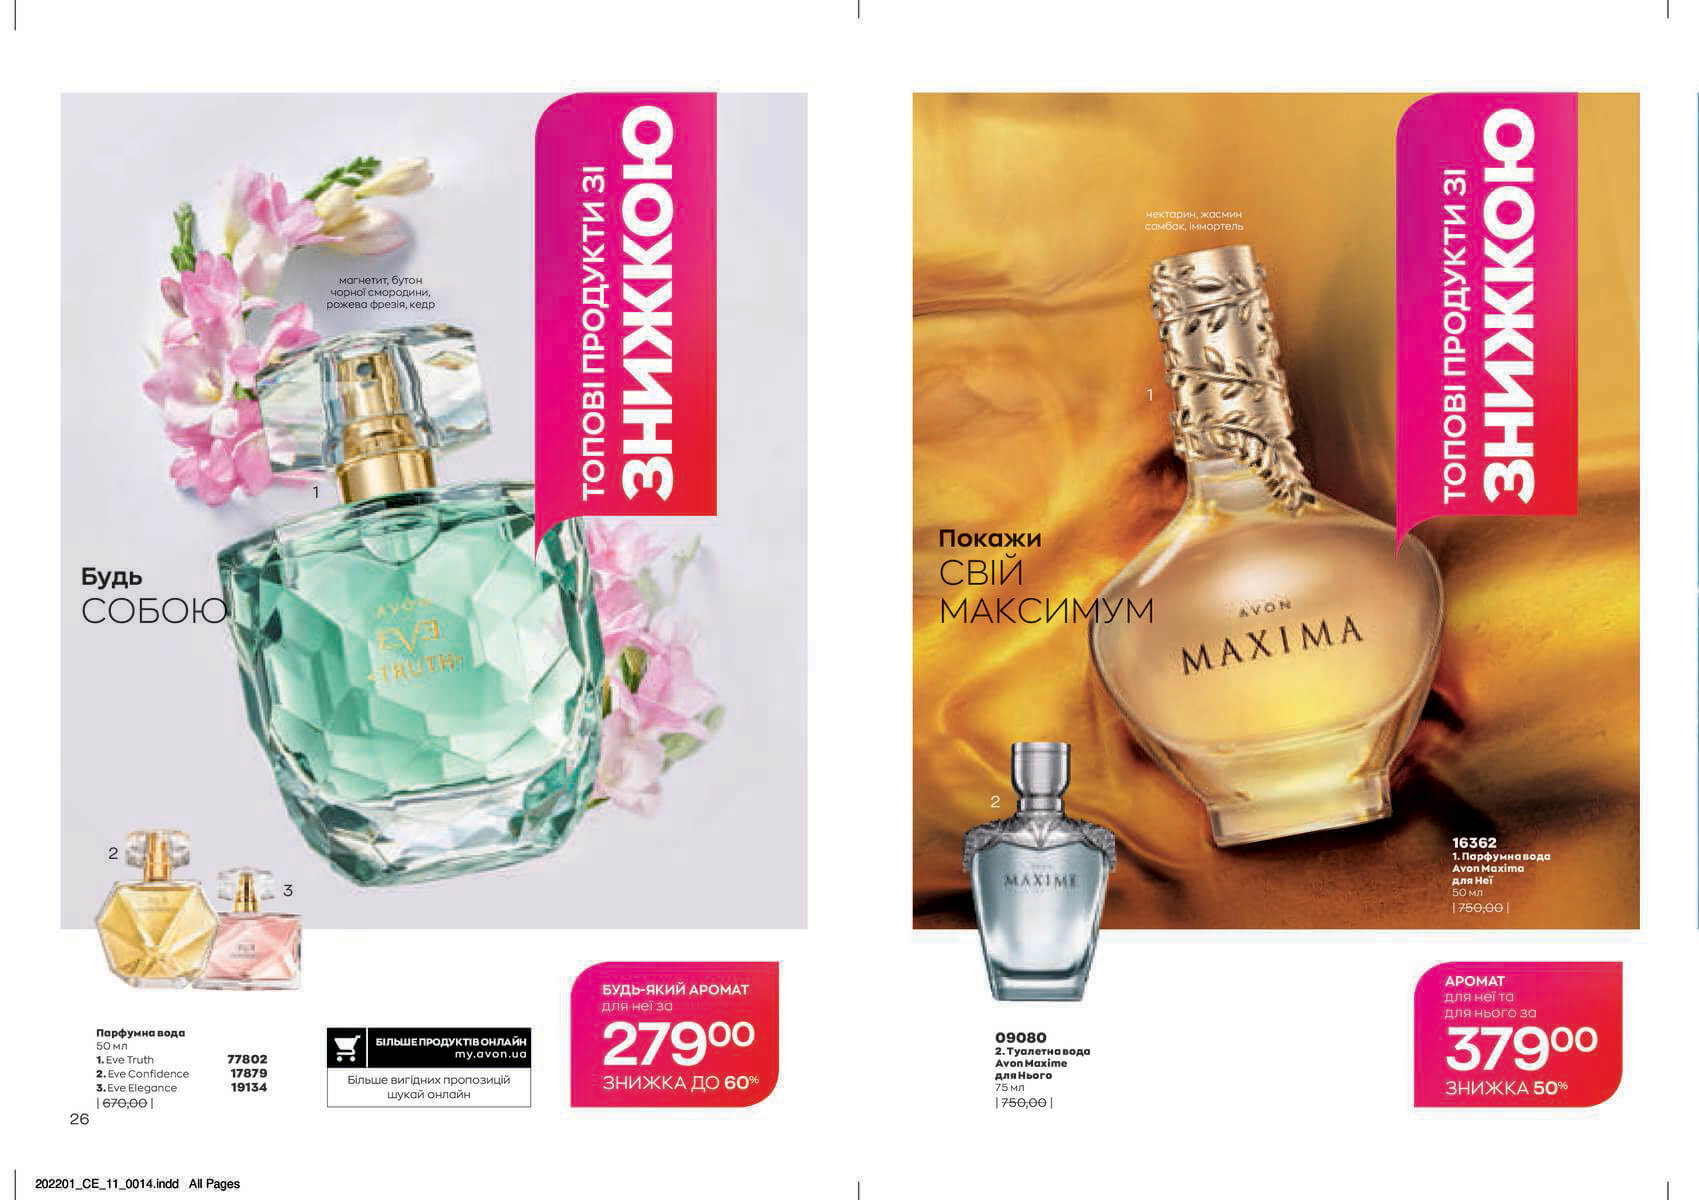 ТОПОВІ ПРОДУКТИ ЗІ
ЗНИЖКОЮ
магнетит, бутон
чорної смородини,
рожева фрезія, кедр
1
Будь
СОБОЮ
AVON
EVE
TRUTH
2
3
Парфумна вода
50 мл
1. Eve Truth 77802
2. Eve Confidence 17879
3. Eve Elegance 19134
| 670,00 |
26
БІЛЬШЕ ПРОДУКТІВ ОНЛАЙН
my.avon.ua
Більше вигідних пропозицій
шукай онлайн
БУДЬ-ЯКИЙ АРОМАТ
для неї за
27900
ЗНИЖКА ДО 60%
ТОПОВІ ПРОДУКТИ ЗІ
ЗНИЖКОЮ
нектарин, жасмин
самбак, іммортель
1
Покажи
СВІЙ
МАКСИМУМ
AVON
MAXIMA
2
AVON
MAXIME
16362
1. Парфумна вода
Avon Maxima
для Неї
50 мл
| 750,00 |
09080
2. Туалетна вода
Avon Maxime
для Нього
75 мл
| 750,00 |
АРОМАТ
для неї та
для нього за
37900
ЗНИЖКА 50%
202201_CE_11_0014.indd All Pages